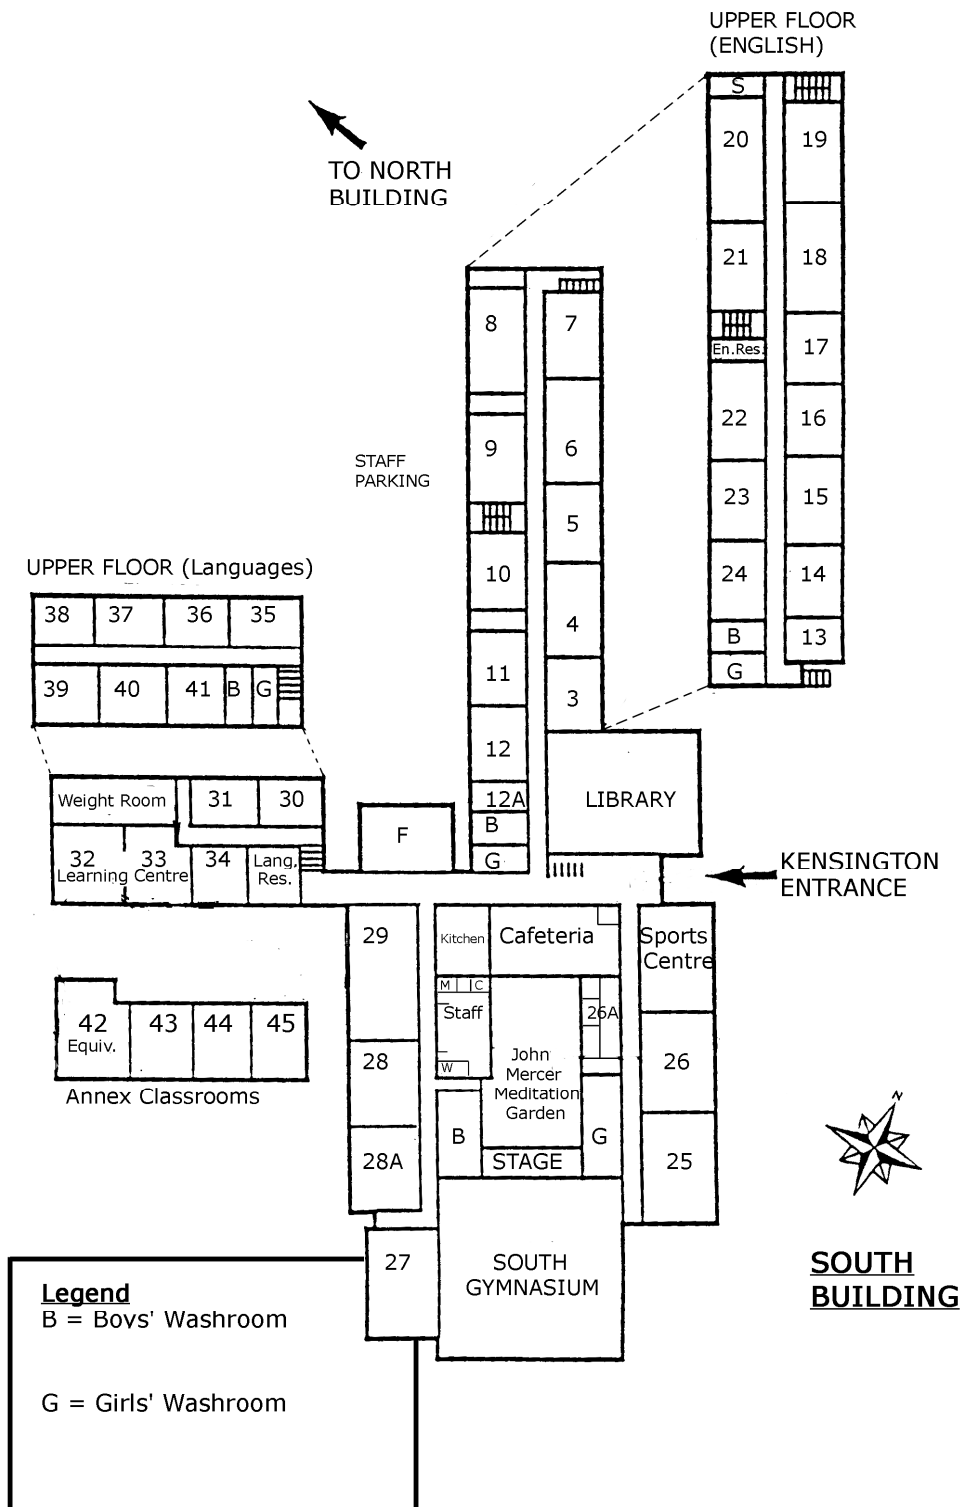 UPPER FLOOR
(ENGLISH)
S
20
19
21
18
En.Res.
17
22
16
23
15
24
14
B
13
G
TO NORTH
BUILDING
8
7
9
6
STAFF
PARKING
5
10
4
11
3
12
12A
B
G
LIBRARY
F
KENSINGTON
ENTRANCE
UPPER FLOOR (Languages)
38
37
36
35
39
40
41
B
G
Weight Room
31
30
32
33
34
Learning Centre
Lang.
Res.
29
Kitchen
Cafeteria
Sports
Centre
M
C
Staff
26A
W
28
26
John
Mercer
Meditation
Garden
B
G
28A
STAGE
25
42
43
44
45
Equiv.
Annex Classrooms
N
27
SOUTH
GYMNASIUM
SOUTH
BUILDING
Legend
B = Boys' Washroom
G = Girls' Washroom